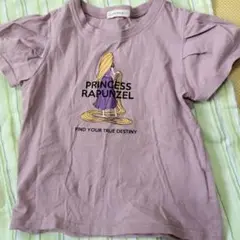 PRINCESS
RAPUNZEL
FIND YOUR TRUE DESTINY